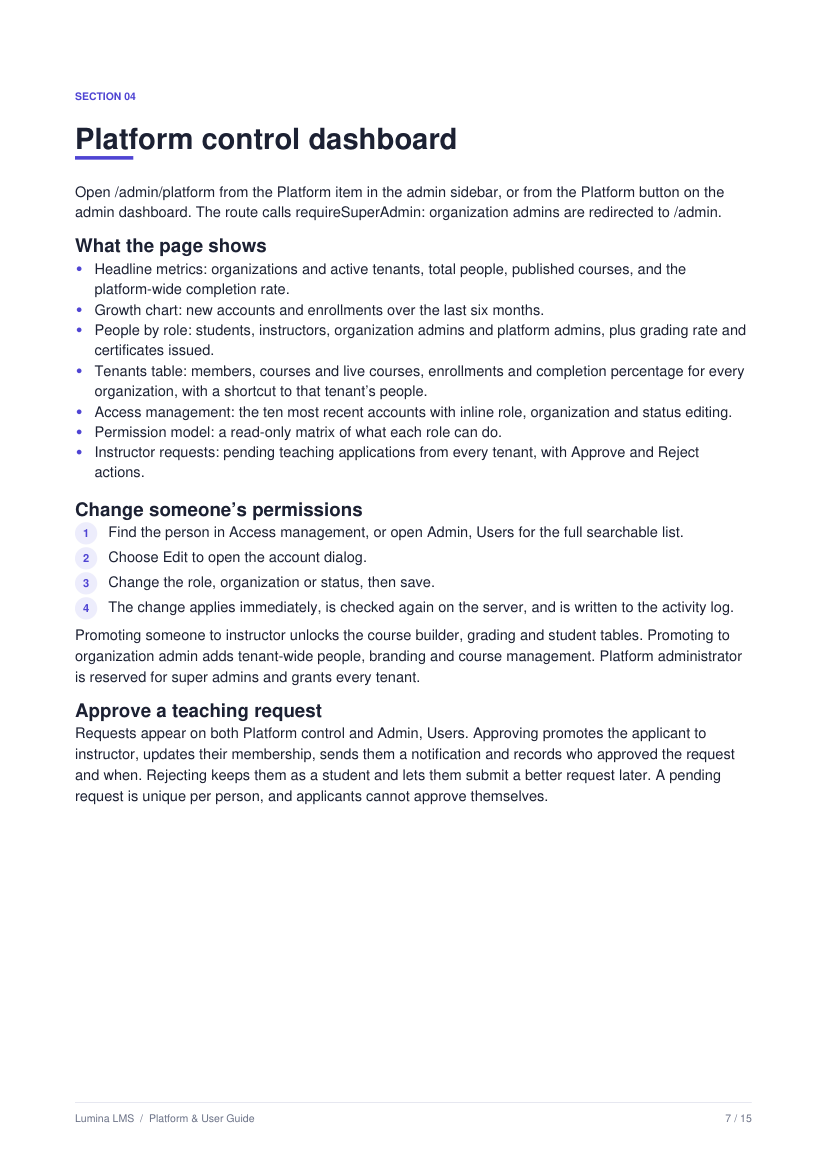 SECTION 04
Platform control dashboard
Open /admin/platform from the Platform item in the admin sidebar, or from the Platform button on the
admin dashboard. The route calls requireSuperAdmin: organization admins are redirected to /admin.
What the page shows
• Headline metrics: organizations and active tenants, total people, published courses, and the
platform-wide completion rate.
• Growth chart: new accounts and enrollments over the last six months.
• People by role: students, instructors, organization admins and platform admins, plus grading rate and
certificates issued.
• Tenants table: members, courses and live courses, enrollments and completion percentage for every
organization, with a shortcut to that tenant’s people.
• Access management: the ten most recent accounts with inline role, organization and status editing.
• Permission model: a read-only matrix of what each role can do.
• Instructor requests: pending teaching applications from every tenant, with Approve and Reject
actions.
Change someone’s permissions
1 Find the person in Access management, or open Admin, Users for the full searchable list.
2 Choose Edit to open the account dialog.
3 Change the role, organization or status, then save.
4 The change applies immediately, is checked again on the server, and is written to the activity log.
Promoting someone to instructor unlocks the course builder, grading and student tables. Promoting to
organization admin adds tenant-wide people, branding and course management. Platform administrator
is reserved for super admins and grants every tenant.
Approve a teaching request
Requests appear on both Platform control and Admin, Users. Approving promotes the applicant to
instructor, updates their membership, sends them a notification and records who approved the request
and when. Rejecting keeps them as a student and lets them submit a better request later. A pending
request is unique per person, and applicants cannot approve themselves.
Lumina LMS / Platform & User Guide
7 / 15